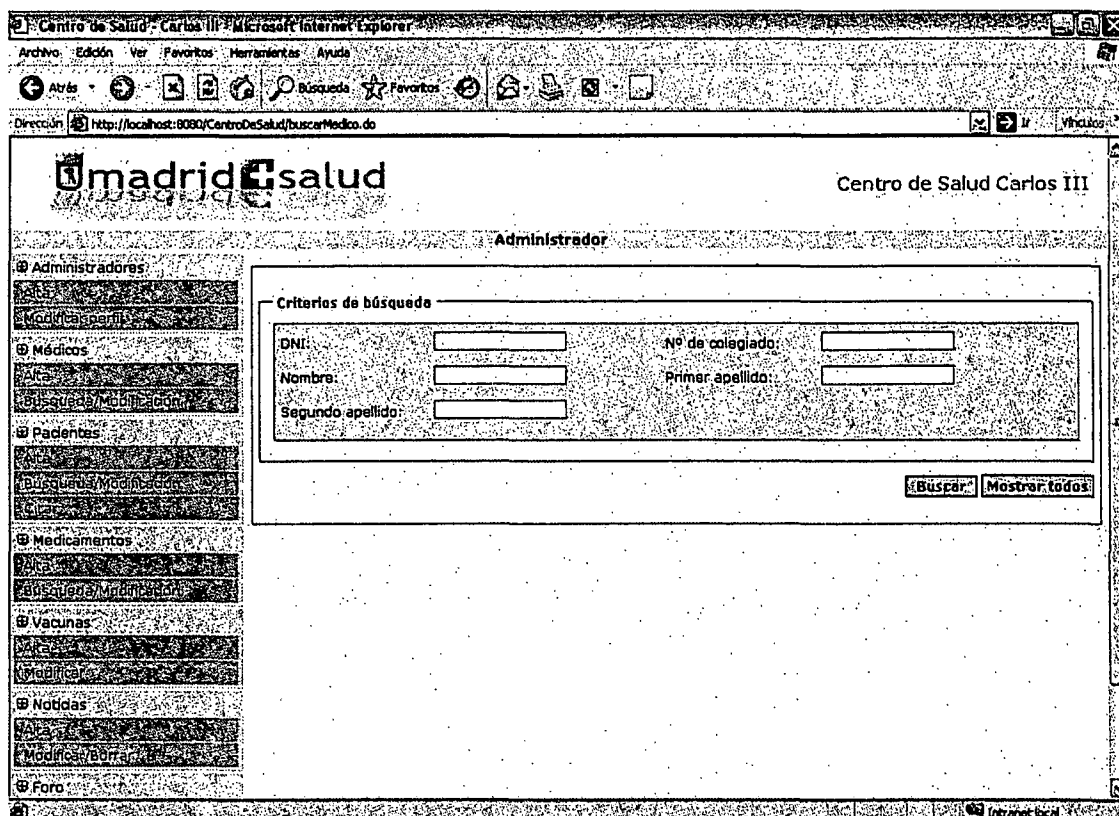 Centro de Salud - Carlos III - Microsoft Internet Explorer
Archivo Edición Ver Favoritos Herramientas Ayuda
Atrás Búsqueda Favoritos
Dirección http://localhost:8080/CentroDeSalud/buscarMedico.do Ir Vínculos
madrid salud
Centro de Salud Carlos III
Administrador
Administradores
Alta
Modificar perfil
Médicos
Alta
Búsqueda/Modificación
Pacientes
Alta
Búsqueda/Modificación
Citar
Medicamentos
Alta
Búsqueda/Modificación
Vacunas
Alta
Modificar
Noticias
Alta
Modificar/Borrar
Foro
Criterios de búsqueda
DNI: Nº de colegiado:
Nombre: Primer apellido:
Segundo apellido:
Buscar Mostrar todos
Intranet local